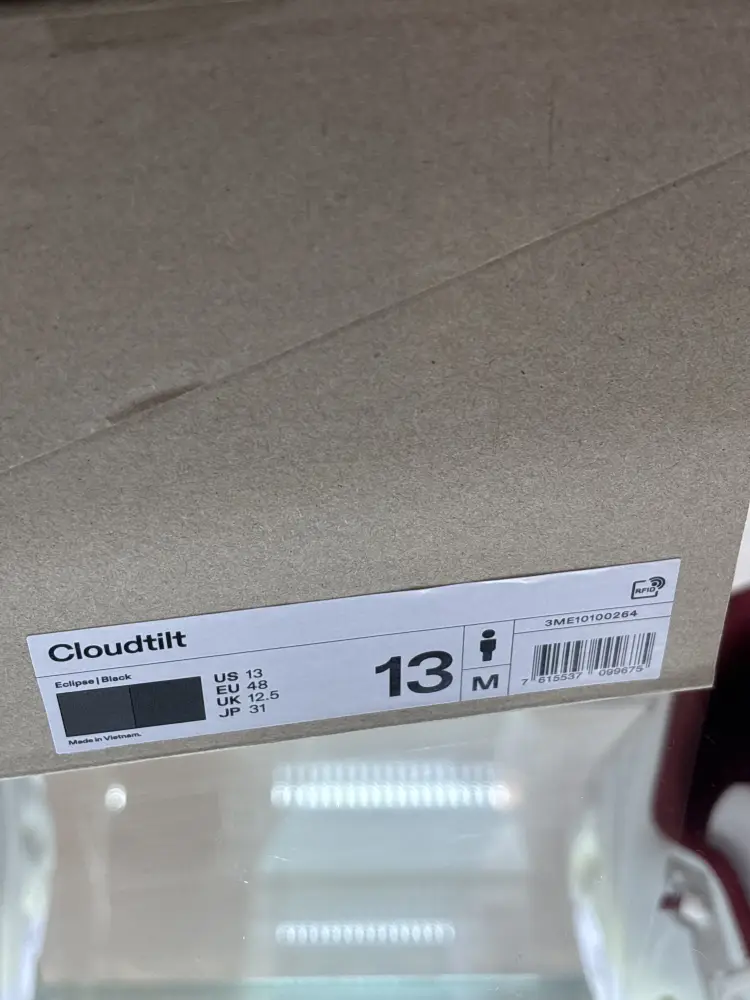 RFID
Cloudtilt
3ME10100264
Eclipse | Black
US 13
EU 48
UK 12.5
JP 31
13
M
7 615537 099675
Made in Vietnam.